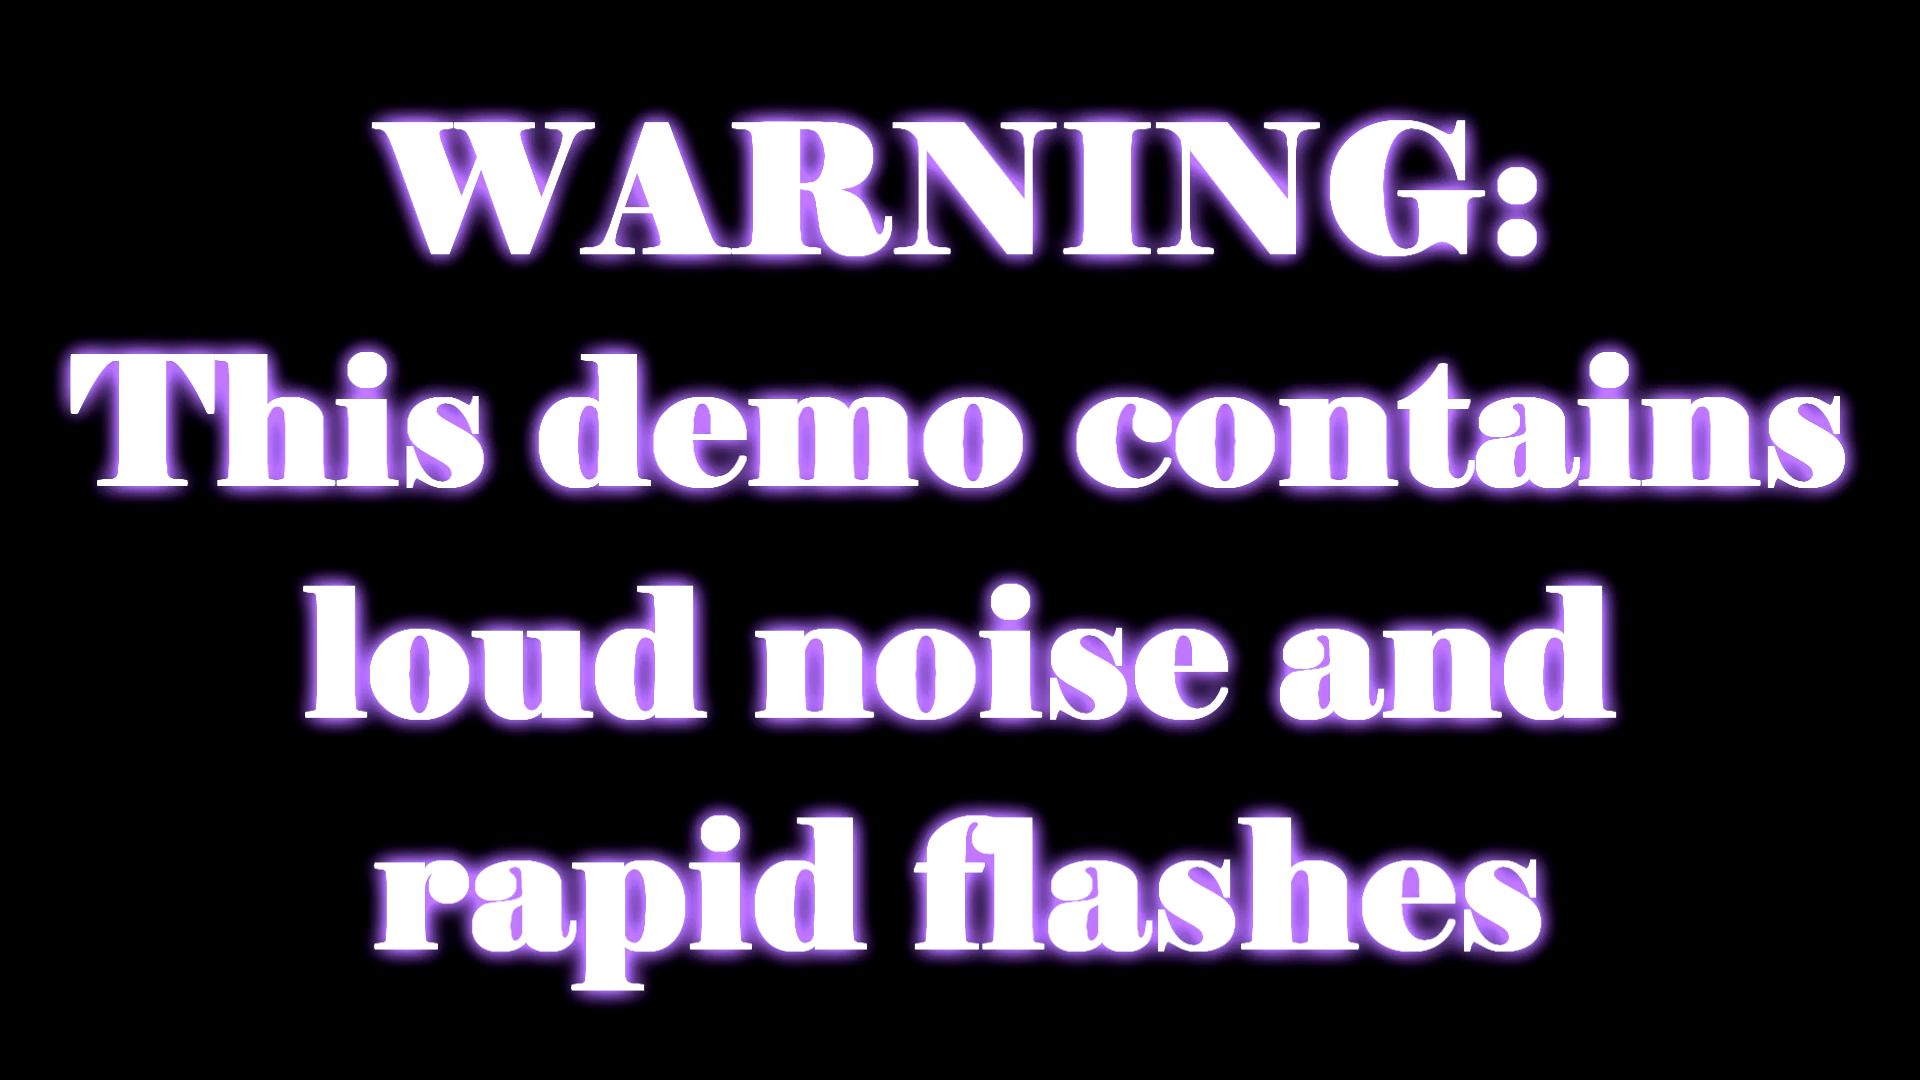 WARNING:
This demo contains
loud noise and
rapid flashes